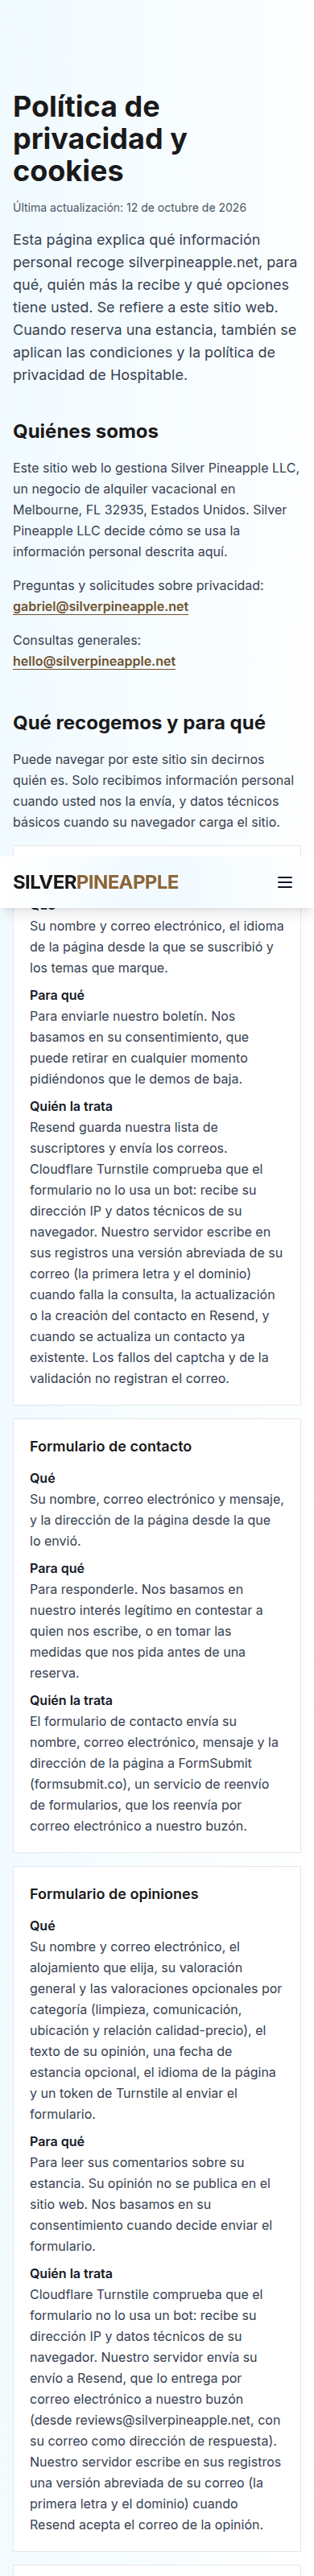 Política de
privacidad y
cookies
Última actualización: 12 de octubre de 2026
Esta página explica qué información
personal recoge silverpineapple.net, para
qué, quién más la recibe y qué opciones
tiene usted. Se refiere a este sitio web.
Cuando reserva una estancia, también se
aplican las condiciones y la política de
privacidad de Hospitable.
Quiénes somos
Este sitio web lo gestiona Silver Pineapple LLC,
un negocio de alquiler vacacional en
Melbourne, FL 32935, Estados Unidos. Silver
Pineapple LLC decide cómo se usa la
información personal descrita aquí.
Preguntas y solicitudes sobre privacidad:
gabriel@silverpineapple.net
Consultas generales:
hello@silverpineapple.net
Qué recogemos y para qué
Puede navegar por este sitio sin decirnos
quién es. Solo recibimos información personal
cuando usted nos la envía, y datos técnicos
básicos cuando su navegador carga el sitio.
SILVERPINEAPPLE
Su nombre y correo electrónico, el idioma
de la página desde la que se suscribió y
los temas que marque.
Para qué
Para enviarle nuestro boletín. Nos
basamos en su consentimiento, que
puede retirar en cualquier momento
pidiéndonos que le demos de baja.
Quién la trata
Resend guarda nuestra lista de
suscriptores y envía los correos.
Cloudflare Turnstile comprueba que el
formulario no lo usa un bot: recibe su
dirección IP y datos técnicos de su
navegador. Nuestro servidor escribe en
sus registros una versión abreviada de su
correo (la primera letra y el dominio)
cuando falla la consulta, la actualización
o la creación del contacto en Resend, y
cuando se actualiza un contacto ya
existente. Los fallos del captcha y de la
validación no registran el correo.
Formulario de contacto
Qué
Su nombre, correo electrónico y mensaje,
y la dirección de la página desde la que
lo envió.
Para qué
Para responderle. Nos basamos en
nuestro interés legítimo en contestar a
quien nos escribe, o en tomar las
medidas que nos pida antes de una
reserva.
Quién la trata
El formulario de contacto envía su
nombre, correo electrónico, mensaje y la
dirección de la página a FormSubmit
(formsubmit.co), un servicio de reenvío
de formularios, que los reenvía por
correo electrónico a nuestro buzón.
Formulario de opiniones
Qué
Su nombre y correo electrónico, el
alojamiento que elija, su valoración
general y las valoraciones opcionales por
categoría (limpieza, comunicación,
ubicación y relación calidad-precio), el
texto de su opinión, una fecha de
estancia opcional, el idioma de la página
y un token de Turnstile al enviar el
formulario.
Para qué
Para leer sus comentarios sobre su
estancia. Su opinión no se publica en el
sitio web. Nos basamos en su
consentimiento cuando decide enviar el
formulario.
Quién la trata
Cloudflare Turnstile comprueba que el
formulario no lo usa un bot: recibe su
dirección IP y datos técnicos de su
navegador. Nuestro servidor envía su
envío a Resend, que lo entrega por
correo electrónico a nuestro buzón
(desde reviews@silverpineapple.net, con
su correo como dirección de respuesta).
Nuestro servidor escribe en sus registros
una versión abreviada de su correo (la
primera letra y el dominio) cuando
Resend acepta el correo de la opinión.